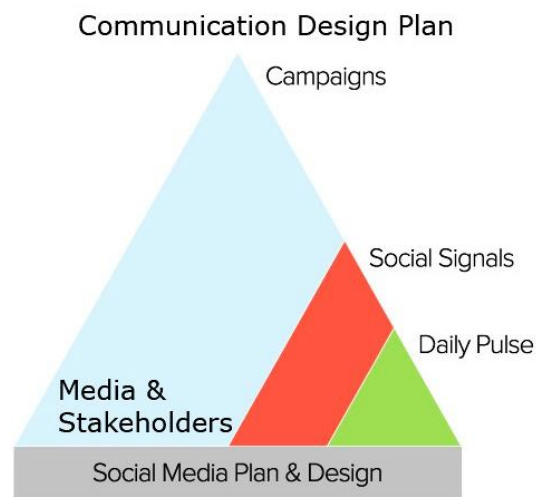 Communication Design Plan
Campaigns
Social Signals
Daily Pulse
Media &
Stakeholders
Social Media Plan & Design